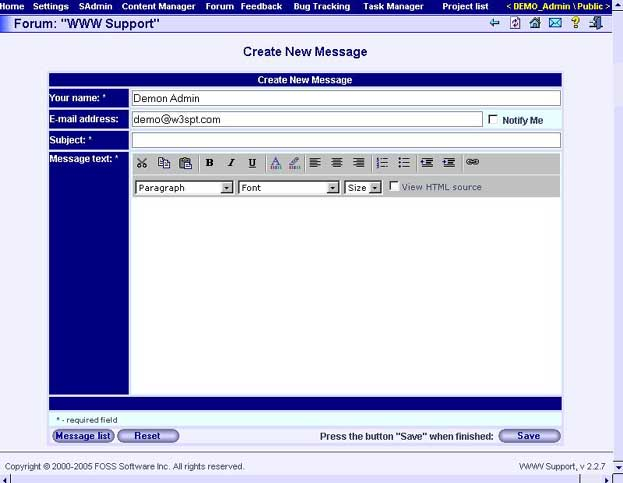 Home Settings SAdmin Content Manager Forum Feedback Bug Tracking Task Manager Project list < DEMO_Admin \ Public >
Forum: "WWW Support"
Create New Message
Create New Message
Your name: * Demon Admin
E-mail address: demo@w3spt.com Notify Me
Subject: *
Message text: * B I U A
Paragraph Font Size View HTML source
* - required field
Message list Reset Press the button "Save" when finished: Save
Copyright © 2000-2005 FOSS Software Inc. All rights reserved. WWW Support, v 2.2.7